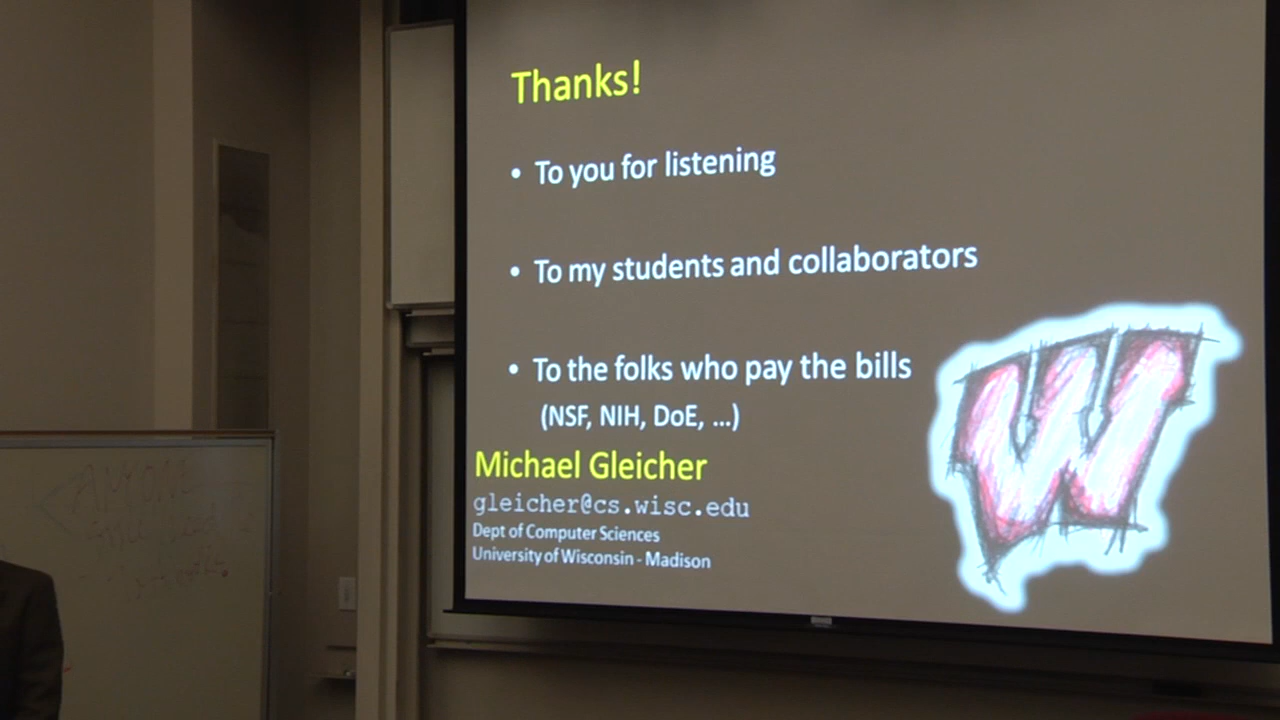 Thanks!
• To you for listening
• To my students and collaborators
• To the folks who pay the bills
(NSF, NIH, DoE, ...)
Michael Gleicher
gleicher@cs.wisc.edu
Dept of Computer Sciences
University of Wisconsin - Madison
W